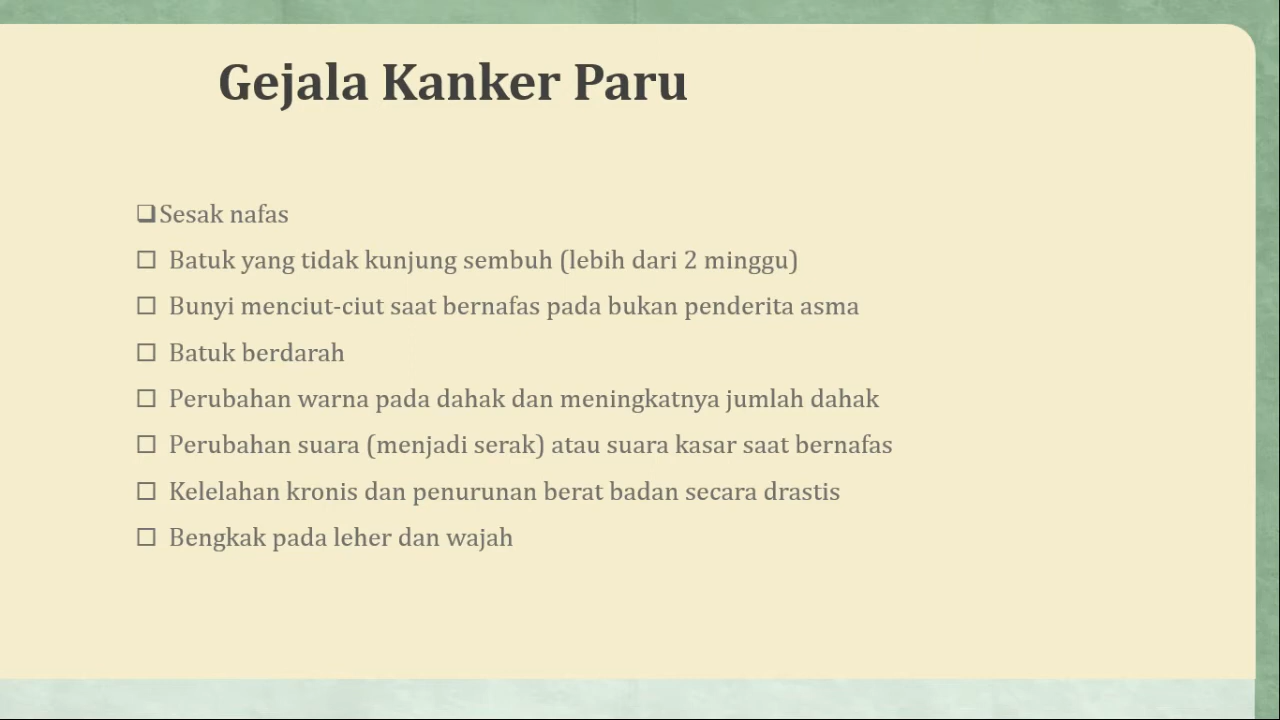 Gejala Kanker Paru
❑Sesak nafas
☐ Batuk yang tidak kunjung sembuh (lebih dari 2 minggu)
☐ Bunyi menciut-ciut saat bernafas pada bukan penderita asma
☐ Batuk berdarah
☐ Perubahan warna pada dahak dan meningkatnya jumlah dahak
☐ Perubahan suara (menjadi serak) atau suara kasar saat bernafas
☐ Kelelahan kronis dan penurunan berat badan secara drastis
☐ Bengkak pada leher dan wajah